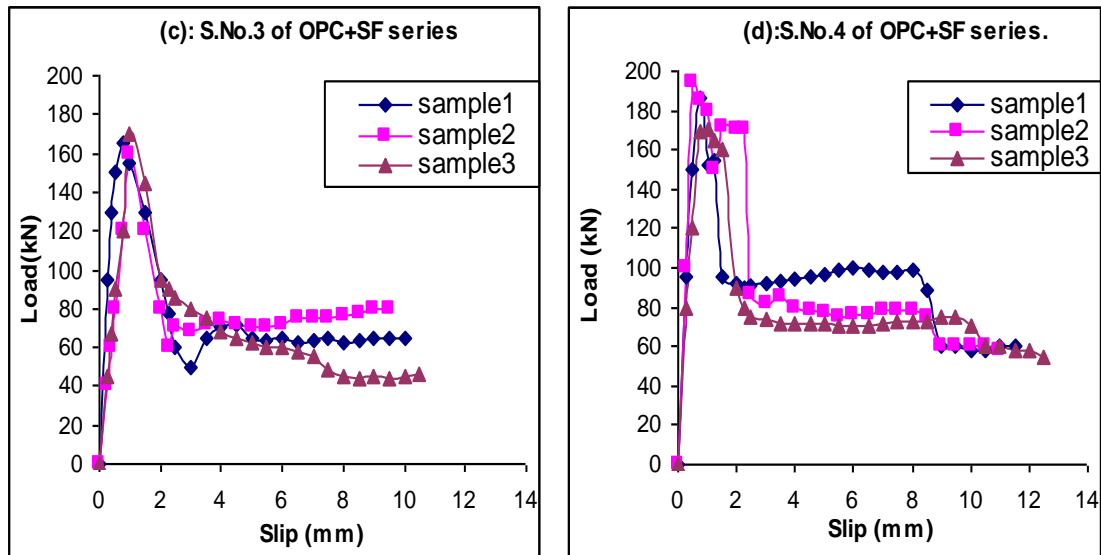 (c): S.No.3 of OPC+SF series
200
180
160
140
120
100
80
60
40
20
0
Load(kN)
sample1
sample2
sample3
0 2 4 6 8 10 12 14
Slip (mm)
(d):S.No.4 of OPC+SF series.
200
180
160
140
120
100
80
60
40
20
0
Load (kN)
sample1
sample2
sample3
0 2 4 6 8 10 12 14
Slip (mm)